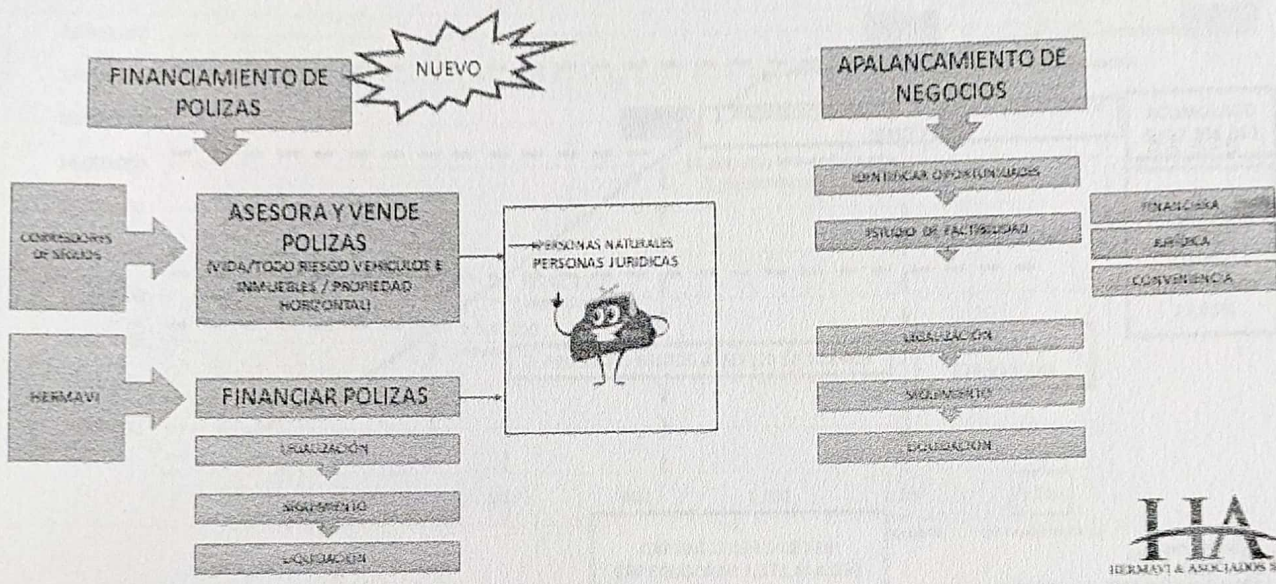 FINANCIAMIENTO DE
POLIZAS
NUEVO
CORREDORES
DE SEGUROS
ASESORA Y VENDE
POLIZAS
(VIDA/TODO RIESGO VEHICULOS E
INMUEBLES / PROPIEDAD
HORIZONTAL)
PERSONAS NATURALES
PERSONAS JURIDICAS
HERMAVI
FINANCIAR POLIZAS
LEGALIZACIÓN
SEGUIMIENTO
LIQUIDACIÓN
APALANCAMIENTO DE
NEGOCIOS
IDENTIFICAR OPORTUNIDADES
ESTUDIO DE FACTIBILIDAD
FINANCIERA
JURÍDICA
CONVENIENCIA
LEGALIZACIÓN
SEGUIMIENTO
LIQUIDACION
HA
HERMAVI & ASOCIADOS